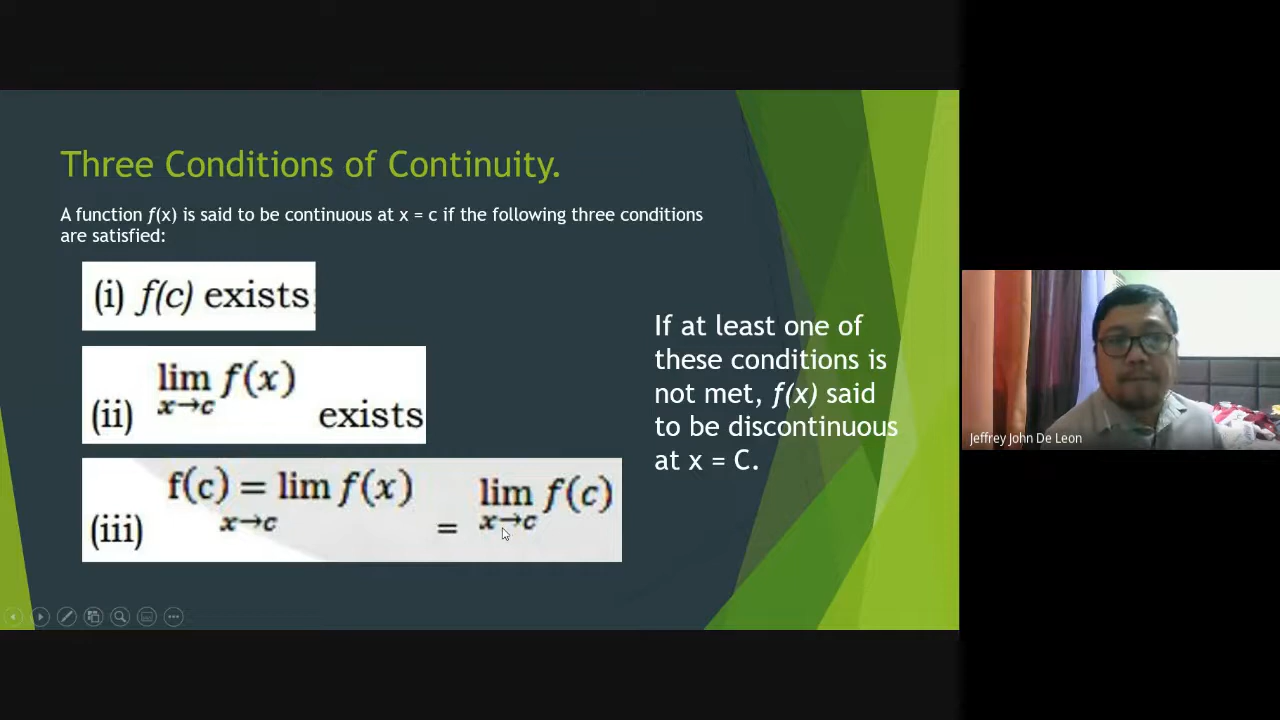 Three Conditions of Continuity.
A function f(x) is said to be continuous at x = c if the following three conditions
are satisfied:
(i) f(c) exists;
(ii) lim f(x) exists
x→c
(iii) f(c) = lim f(x) = lim f(c)
x→c x→c
If at least one of
these conditions is
not met, f(x) said
to be discontinuous
at x = C.
Jeffrey John De Leon